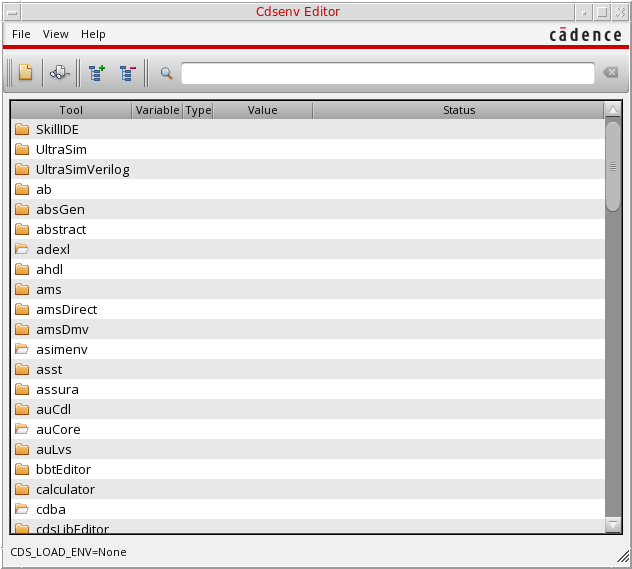 Cdsenv Editor
File View Help
cādence
Tool Variable Type Value Status
SkillIDE
UltraSim
UltraSimVerilog
ab
absGen
abstract
adexl
ahdl
ams
amsDirect
amsDmv
asimenv
asst
assura
auCdl
auCore
auLvs
bbtEditor
calculator
cdba
cdsLibEditor
CDS_LOAD_ENV=None